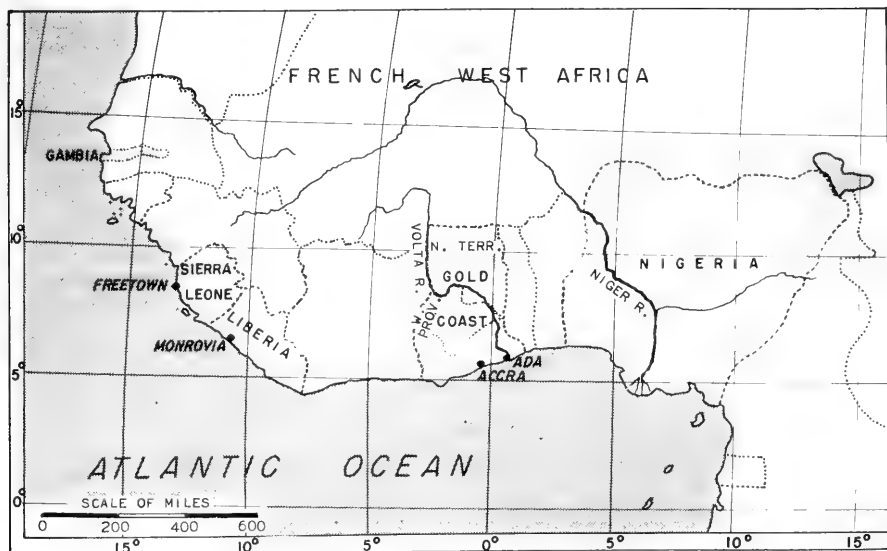 FRENCH WEST AFRICA
15°
GAMBIA
10°
VOLTA R.
N. TERR
GOLD
COAST
PROV.
NIGERIA
NIGER R.
SIERRA
LEONE
FREETOWN
LIBERIA
MONROVIA
ADA
ACCRA
5°
ATLANTIC OCEAN
0°
SCALE OF MILES
0 200 400 600
15° 10° 5° 0° 5° 10° 15°